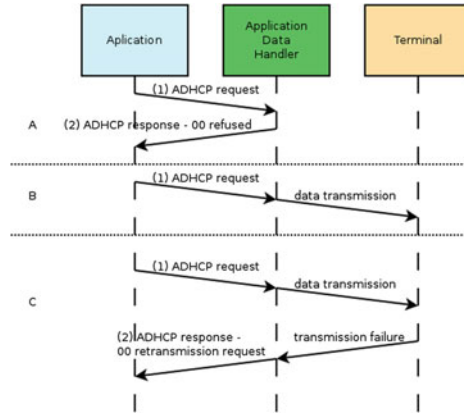 Aplication
Application
Data
Handler
Terminal
(1) ADHCP request
A
(2) ADHCP response - 00 refused
(1) ADHCP request
B
data transmission
(1) ADHCP request
data transmission
C
(2) ADHCP response -
00 retransmission request
transmission failure